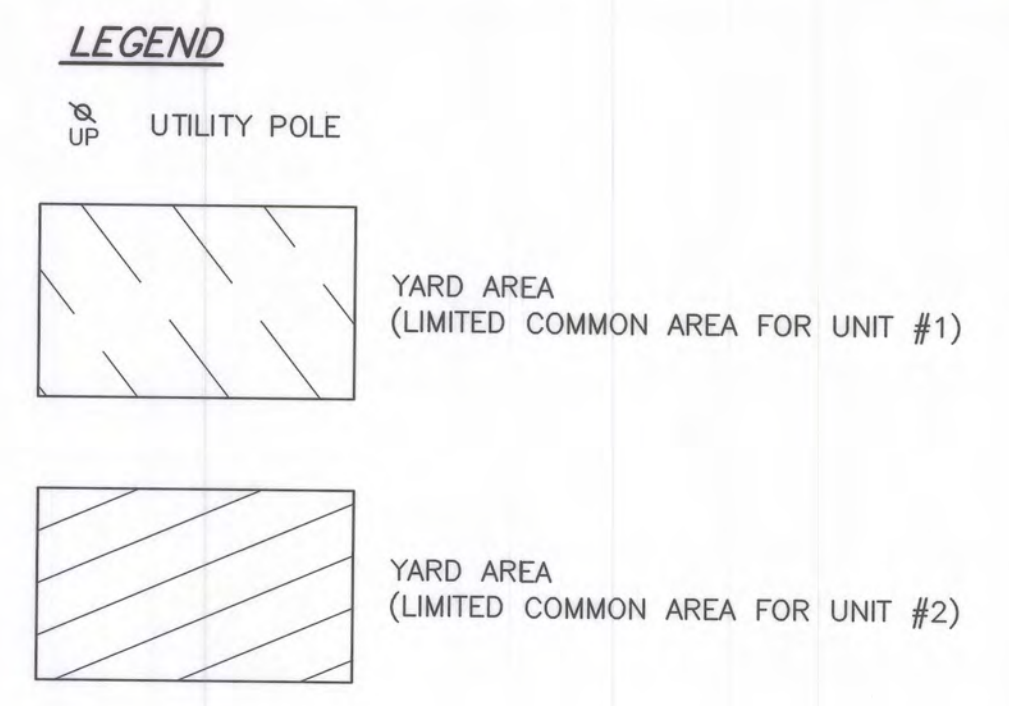 LEGEND
UP UTILITY POLE
YARD AREA
(LIMITED COMMON AREA FOR UNIT #1)
YARD AREA
(LIMITED COMMON AREA FOR UNIT #2)